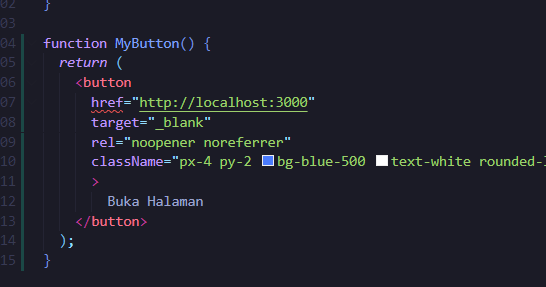 02 }
03
04 function MyButton() {
05 return (
06 <button
07 href="http://localhost:3000"
08 target="_blank"
09 rel="noopener noreferrer"
10 className="px-4 py-2 bg-blue-500 text-white rounded-
11 >
12 Buka Halaman
13 </button>
14 );
15 }